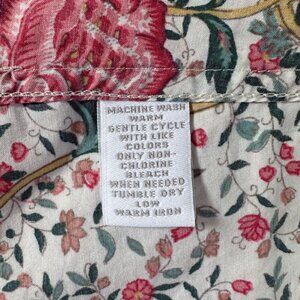 MACHINE WASH
WARM
GENTLE CYCLE
WITH LIKE
COLORS
ONLY NON-
CHLORINE
BLEACH
WHEN NEEDED
TUMBLE DRY
LOW
WARM IRON